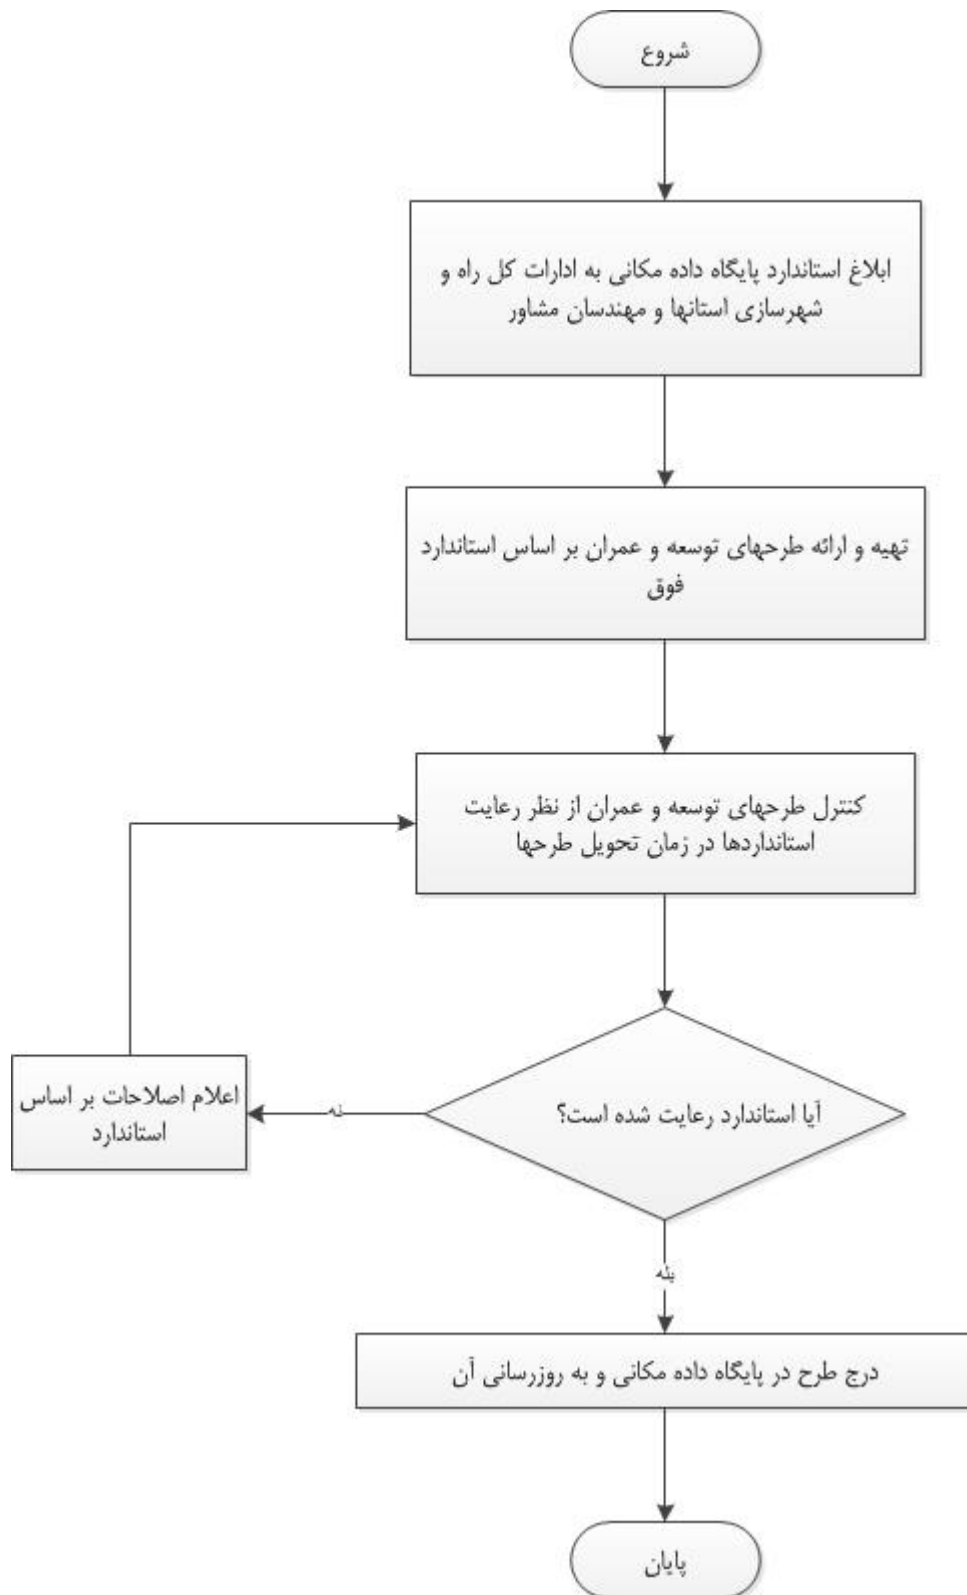 شروع
ابلاغ استاندارد پایگاه داده مکانی به ادارات کل راه و
شهرسازی استانها و مهندسان مشاور
تهیه و ارائه طرحهای توسعه و عمران بر اساس استاندارد
فوق
کنترل طرحهای توسعه و عمران از نظر رعایت
استانداردها در زمان تحویل طرحها
آیا استاندارد رعایت شده است؟
نه
اعلام اصلاحات بر اساس
استاندارد
بله
درج طرح در پایگاه داده مکانی و به روزرسانی آن
پایان